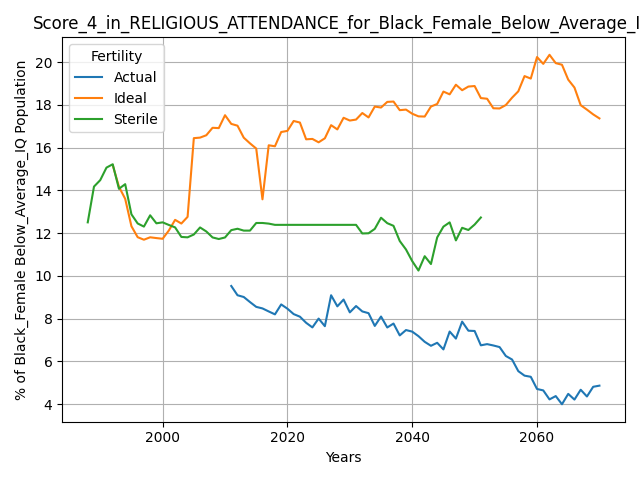 Score_4_in_RELIGIOUS_ATTENDANCE_for_Black_Female_Below_Average_I
Fertility
Actual
Ideal
Sterile
% of Black_Female Below_Average_IQ Population
20
18
16
14
12
10
8
6
4
2000
2020
2040
2060
Years